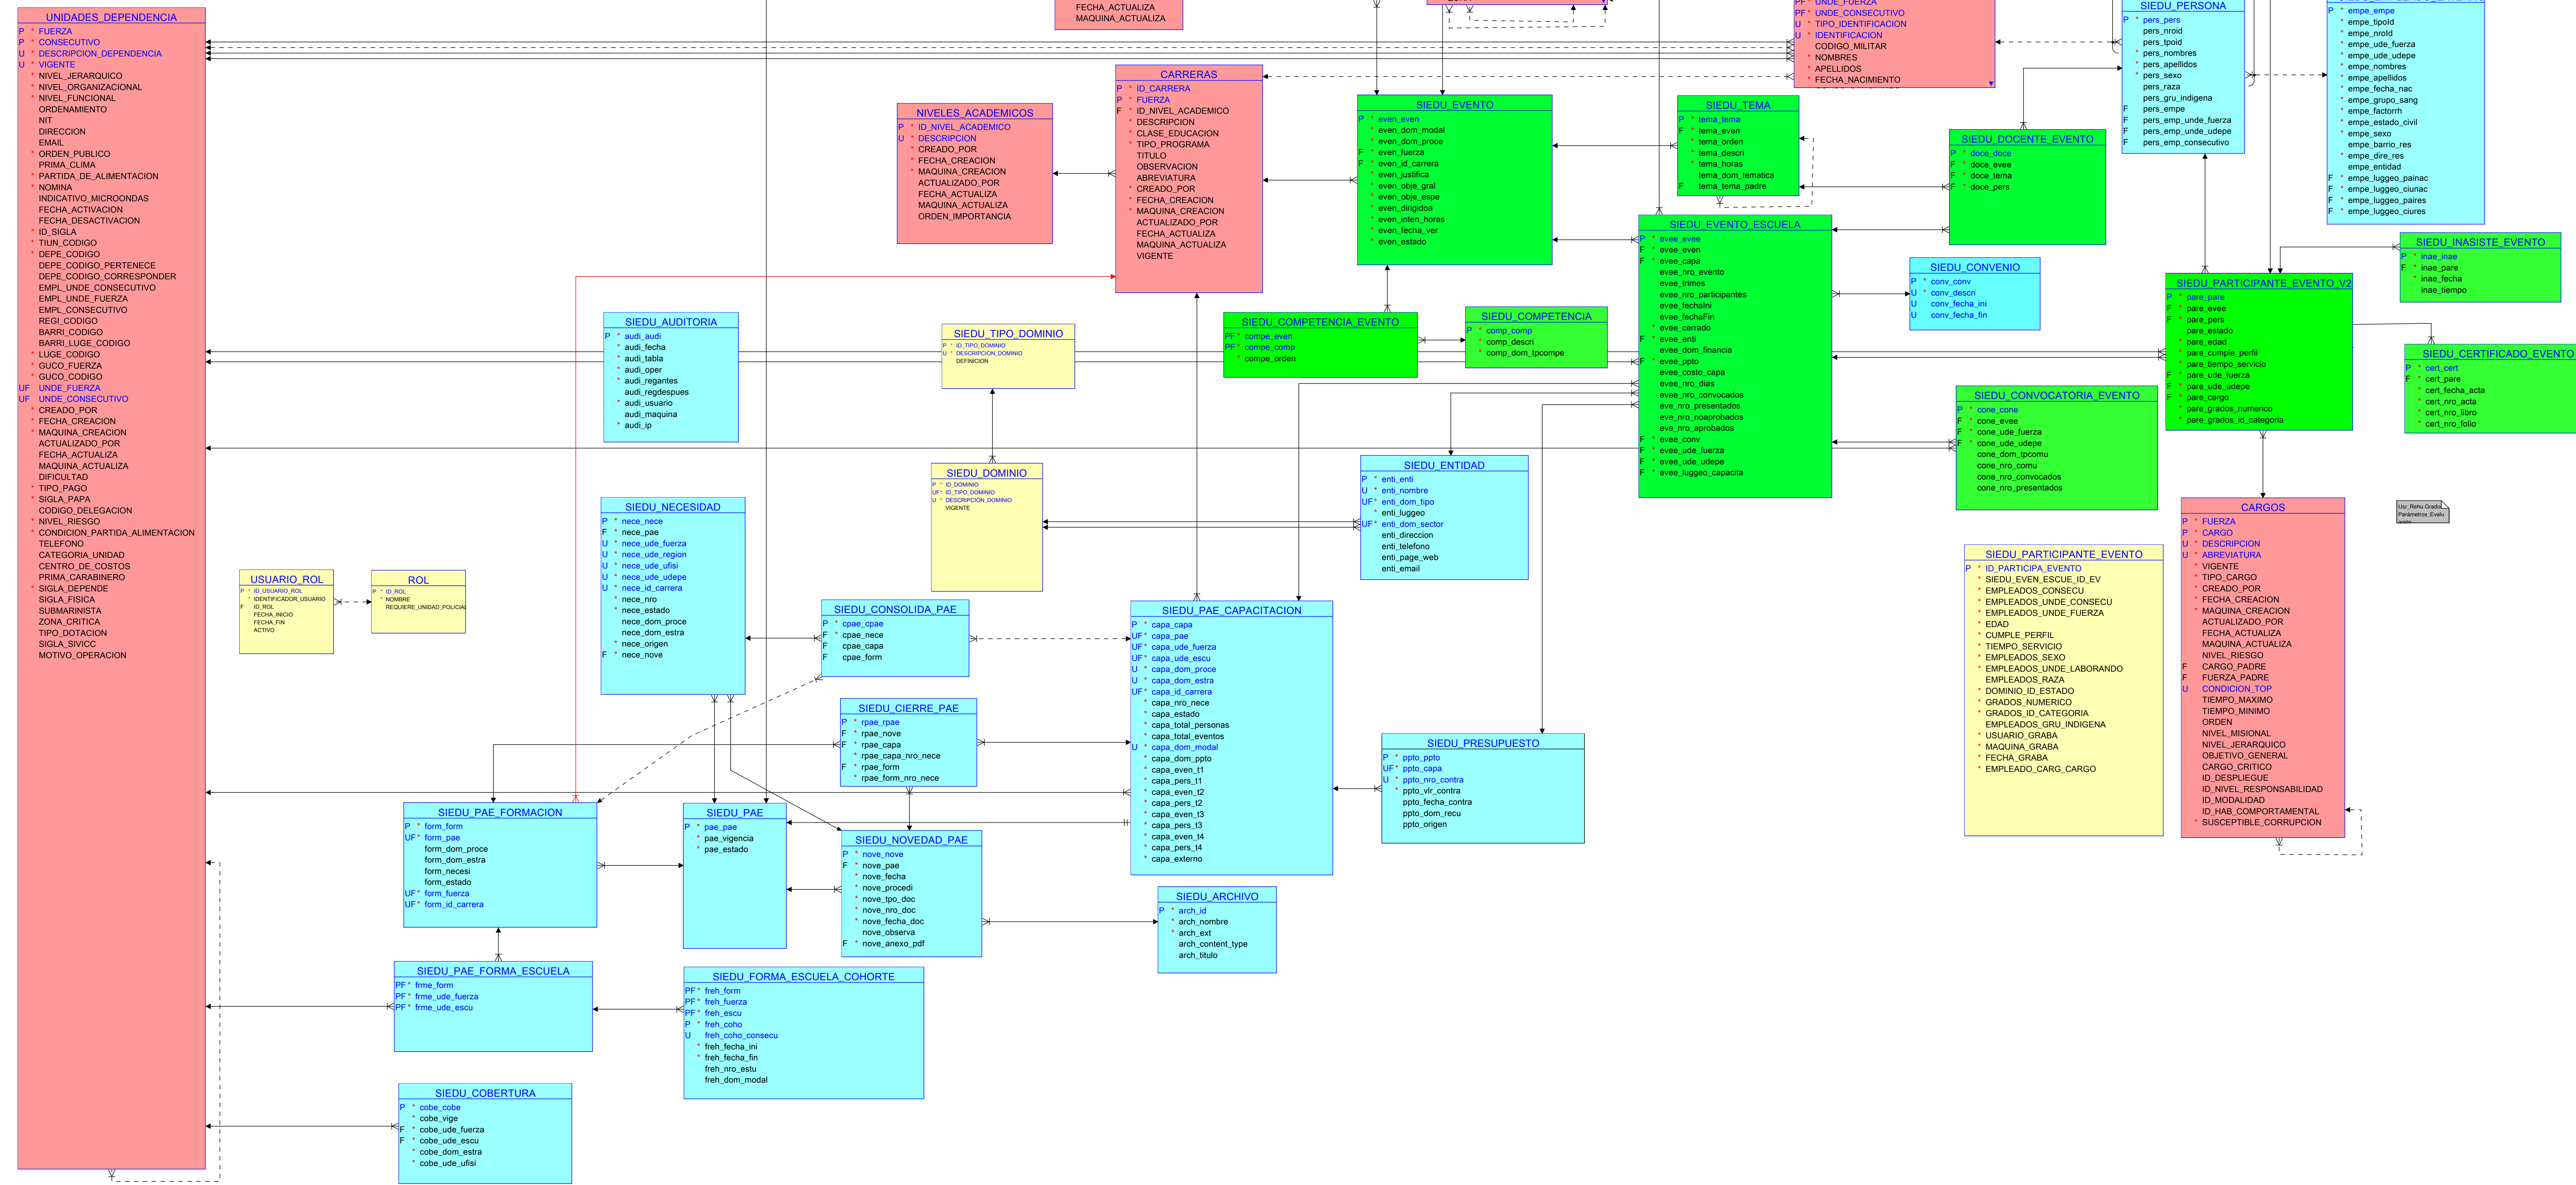 UNIDADES_DEPENDENCIA
P * FUERZA
P * CONSECUTIVO
U * DESCRIPCION_DEPENDENCIA
U * VIGENTE
* NIVEL_JERARQUICO
* NIVEL_ORGANIZACIONAL
* NIVEL_FUNCIONAL
ORDENAMIENTO
NIT
DIRECCION
EMAIL
* ORDEN_PUBLICO
PRIMA_CLIMA
* PARTIDA_DE_ALIMENTACION
* NOMINA
INDICATIVO_MICROONDAS
FECHA_ACTIVACION
FECHA_DESACTIVACION
* ID_SIGLA
* TIUN_CODIGO
* DEPE_CODIGO
DEPE_CODIGO_PERTENECE
DEPE_CODIGO_CORRESPONDER
EMPL_UNDE_CONSECUTIVO
EMPL_UNDE_FUERZA
EMPL_CONSECUTIVO
REGI_CODIGO
BARRI_CODIGO
BARRI_LUGE_CODIGO
* LUGE_CODIGO
* GUCO_FUERZA
* GUCO_CODIGO
UF UNDE_FUERZA
UF UNDE_CONSECUTIVO
* CREADO_POR
* FECHA_CREACION
* MAQUINA_CREACION
ACTUALIZADO_POR
FECHA_ACTUALIZA
MAQUINA_ACTUALIZA
DIFICULTAD
* TIPO_PAGO
* SIGLA_PAPA
CODIGO_DELEGACION
* NIVEL_RIESGO
* CONDICION_PARTIDA_ALIMENTACION
TELEFONO
CATEGORIA_UNIDAD
CENTRO_DE_COSTOS
PRIMA_CARABINERO
* SIGLA_DEPENDE
SIGLA_FISICA
SUBMARINISTA
ZONA_CRITICA
TIPO_DOTACION
SIGLA_SIVICC
MOTIVO_OPERACION
FECHA_ACTUALIZA
MAQUINA_ACTUALIZA
PF * UNDE_FUERZA
PF * UNDE_CONSECUTIVO
U * TIPO_IDENTIFICACION
U * IDENTIFICACION
CODIGO_MILITAR
* NOMBRES
* APELLIDOS
* FECHA_NACIMIENTO
SIEDU_PERSONA
P * pers_pers
pers_nroid
pers_tpoid
* pers_nombres
* pers_apellidos
* pers_sexo
pers_raza
pers_gru_indigena
F pers_empe
F pers_emp_unde_fuerza
F pers_emp_unde_udepe
F pers_emp_consecutivo
P * empe_empe
* empe_tipoId
* empe_nroId
* empe_ude_fuerza
* empe_ude_udepe
* empe_nombres
* empe_apellidos
* empe_fecha_nac
* empe_grupo_sang
* empe_factorrh
* empe_estado_civil
* empe_sexo
empe_barrio_res
* empe_dire_res
empe_entidad
F * empe_luggeo_painac
F * empe_luggeo_ciunac
F * empe_luggeo_paires
F * empe_luggeo_ciures
NIVELES_ACADEMICOS
P * ID_NIVEL_ACADEMICO
U * DESCRIPCION
* CREADO_POR
* FECHA_CREACION
* MAQUINA_CREACION
ACTUALIZADO_POR
FECHA_ACTUALIZA
MAQUINA_ACTUALIZA
ORDEN_IMPORTANCIA
CARRERAS
P * ID_CARRERA
P * FUERZA
F * ID_NIVEL_ACADEMICO
* DESCRIPCION
* CLASE_EDUCACION
* TIPO_PROGRAMA
TITULO
OBSERVACION
ABREVIATURA
* CREADO_POR
* FECHA_CREACION
* MAQUINA_CREACION
ACTUALIZADO_POR
FECHA_ACTUALIZA
MAQUINA_ACTUALIZA
VIGENTE
SIEDU_EVENTO
P * even_even
* even_dom_modal
* even_dom_proce
F * even_fuerza
F * even_id_carrera
* even_justifica
* even_obje_gral
* even_obje_espe
* even_dirigidoa
* even_inten_horas
* even_fecha_ver
* even_estado
SIEDU_TEMA
P * tema_tema
F * tema_even
* tema_orden
* tema_descri
* tema_horas
tema_dom_tematica
F tema_tema_padre
SIEDU_DOCENTE_EVENTO
P * doce_doce
F * doce_evee
F * doce_tema
F * doce_pers
SIEDU_EVENTO_ESCUELA
P * evee_evee
F * evee_even
F * evee_capa
evee_nro_evento
evee_trimes
* evee_nro_participantes
evee_fechaIni
evee_fechaFin
* evee_cerrado
F * evee_enti
evee_dom_financia
F * evee_ppto
evee_costo_capa
* evee_nro_dias
evee_nro_convocados
eve_nro_presentados
eve_nro_noaprobados
eve_nro_aprobados
F * evee_conv
F * evee_ude_fuerza
F * evee_ude_udepe
F * evee_luggeo_capacita
SIEDU_CONVENIO
P * conv_conv
U * conv_descri
U conv_fecha_ini
U conv_fecha_fin
SIEDU_INASISTE_EVENTO
P * inae_inae
F * inae_pare
* inae_fecha
inae_tiempo
SIEDU_PARTICIPANTE_EVENTO_V2
P * pare_pare
F * pare_evee
F * pare_pers
pare_estado
* pare_edad
* pare_cumple_perfil
* pare_tiempo_servicio
F * pare_ude_fuerza
F * pare_ude_udepe
F * pare_cargo
* pare_grados_numerico
* pare_grados_id_categoria
SIEDU_CERTIFICADO_EVENTO
P * cert_cert
F * cert_pare
* cert_fecha_acta
* cert_nro_acta
* cert_nro_libro
* cert_nro_folio
SIEDU_AUDITORIA
P * audi_audi
* audi_fecha
* audi_tabla
* audi_oper
* audi_regantes
audi_regdespues
* audi_usuario
audi_maquina
* audi_ip
SIEDU_TIPO_DOMINIO
P * ID_TIPO_DOMINIO
U * DESCRIPCION_DOMINIO
DEFINICION
SIEDU_COMPETENCIA_EVENTO
PF * compe_even
PF * compe_comp
* compe_orden
SIEDU_COMPETENCIA
P * comp_comp
* comp_descri
* comp_dom_tpcompe
SIEDU_CONVOCATORIA_EVENTO
P * cone_cone
F * cone_evee
F * cone_ude_fuerza
F * cone_ude_udepe
cone_dom_tpcomu
cone_nro_comu
cone_nro_convocados
cone_nro_presentados
SIEDU_DOMINIO
P * ID_DOMINIO
UF * ID_TIPO_DOMINIO
U * DESCRIPCION_DOMINIO
VIGENTE
SIEDU_ENTIDAD
P * enti_enti
U * enti_nombre
UF * enti_dom_tipo
* enti_luggeo
UF * enti_dom_sector
enti_direccion
enti_telefono
enti_page_web
enti_email
SIEDU_NECESIDAD
P * nece_nece
F * nece_pae
U * nece_ude_fuerza
U * nece_ude_region
U * nece_ude_ufisi
U * nece_ude_udepe
U * nece_id_carrera
* nece_nro
* nece_estado
nece_dom_proce
nece_dom_estra
* nece_origen
F * nece_nove
USUARIO_ROL
P * ID_USUARIO_ROL
* IDENTIFICADOR_USUARIO
F ID_ROL
FECHA_INICIO
FECHA_FIN
ACTIVO
ROL
P * ID_ROL
* NOMBRE
REQUIERE_UNIDAD_POLICIAL
SIEDU_CONSOLIDA_PAE
P * cpae_cpae
F * cpae_nece
F cpae_capa
F cpae_form
SIEDU_PAE_CAPACITACION
P * capa_capa
UF * capa_pae
UF * capa_ude_fuerza
UF * capa_ude_escu
U * capa_dom_proce
U * capa_dom_estra
UF * capa_id_carrera
* capa_nro_nece
* capa_estado
* capa_total_personas
* capa_total_eventos
U * capa_dom_modal
* capa_dom_ppto
* capa_even_t1
* capa_pers_t1
* capa_even_t2
* capa_pers_t2
* capa_even_t3
* capa_pers_t3
* capa_even_t4
* capa_pers_t4
* capa_externo
SIEDU_CIERRE_PAE
P * rpae_rpae
F * rpae_nove
F * rpae_capa
* rpae_capa_nro_nece
F * rpae_form
* rpae_form_nro_nece
SIEDU_PRESUPUESTO
P * ppto_ppto
UF * ppto_capa
U * ppto_nro_contra
* ppto_vlr_contra
ppto_fecha_contra
ppto_dom_recu
ppto_origen
SIEDU_PARTICIPANTE_EVENTO
P * ID_PARTICIPA_EVENTO
* SIEDU_EVEN_ESCUE_ID_EV
* EMPLEADOS_CONSECU
* EMPLEADOS_UNDE_CONSECU
* EMPLEADOS_UNDE_FUERZA
* EDAD
* CUMPLE_PERFIL
* TIEMPO_SERVICIO
* EMPLEADOS_SEXO
* EMPLEADOS_UNDE_LABORANDO
EMPLEADOS_RAZA
* DOMINIO_ID_ESTADO
* GRADOS_NUMERICO
* GRADOS_ID_CATEGORIA
EMPLEADOS_GRU_INDIGENA
* USUARIO_GRABA
* MAQUINA_GRABA
* FECHA_GRABA
* EMPLEADO_CARG_CARGO
CARGOS
P * FUERZA
P * CARGO
U * DESCRIPCION
U * ABREVIATURA
* VIGENTE
* TIPO_CARGO
* CREADO_POR
* FECHA_CREACION
* MAQUINA_CREACION
ACTUALIZADO_POR
FECHA_ACTUALIZA
MAQUINA_ACTUALIZA
NIVEL_RIESGO
F CARGO_PADRE
F FUERZA_PADRE
U CONDICION_TOP
TIEMPO_MAXIMO
TIEMPO_MINIMO
ORDEN
NIVEL_MISIONAL
NIVEL_JERARQUICO
OBJETIVO_GENERAL
CARGO_CRITICO
ID_DESPLIEGUE
ID_NIVEL_RESPONSABILIDAD
ID_MODALIDAD
ID_HAB_COMPORTAMENTAL
* SUSCEPTIBLE_CORRUPCION
Usr_Rehu.Grado
Parámetros_Evalu
SIEDU_PAE_FORMACION
P * form_form
UF * form_pae
form_dom_proce
form_dom_estra
form_necesi
form_estado
UF * form_fuerza
UF * form_id_carrera
SIEDU_PAE
P * pae_pae
* pae_vigencia
* pae_estado
SIEDU_NOVEDAD_PAE
P * nove_nove
F * nove_pae
* nove_fecha
* nove_procedi
* nove_tpo_doc
* nove_nro_doc
* nove_fecha_doc
nove_observa
F * nove_anexo_pdf
SIEDU_ARCHIVO
P * arch_id
* arch_nombre
* arch_ext
arch_content_type
arch_titulo
SIEDU_PAE_FORMA_ESCUELA
PF * frme_form
PF * frme_ude_fuerza
PF * frme_ude_escu
SIEDU_FORMA_ESCUELA_COHORTE
PF * freh_form
PF * freh_fuerza
PF * freh_escu
P * freh_coho
U freh_coho_consecu
* freh_fecha_ini
* freh_fecha_fin
freh_nro_estu
freh_dom_modal
SIEDU_COBERTURA
P * cobe_cobe
* cobe_vige
F * cobe_ude_fuerza
F * cobe_ude_escu
* cobe_dom_estra
* cobe_ude_ufisi